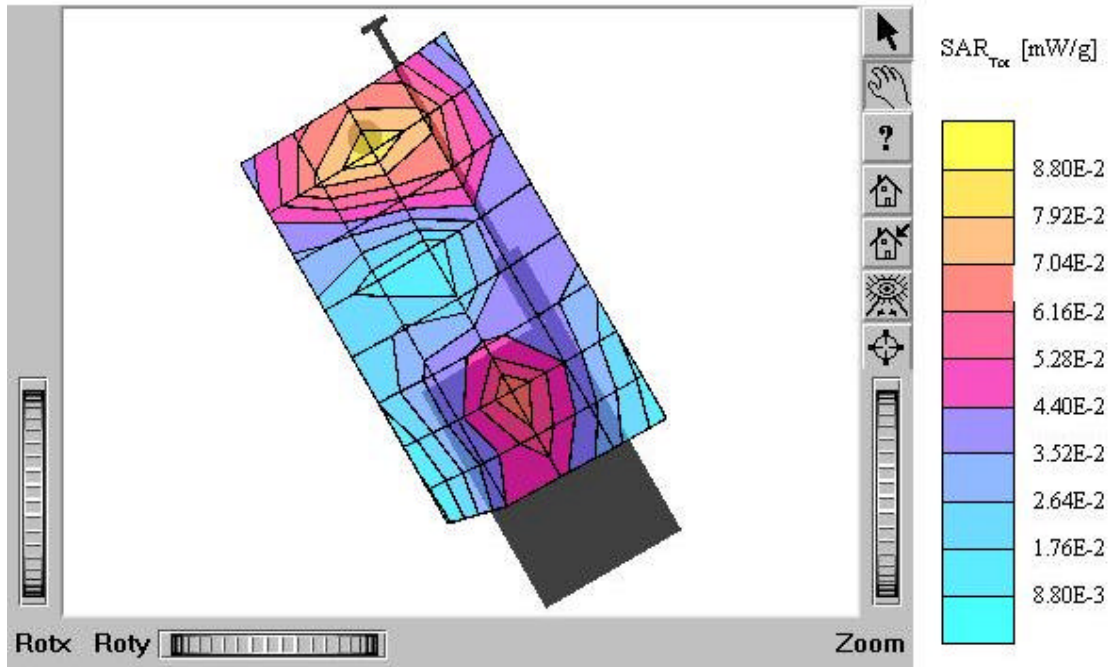 SAR_Tot [mW/g]
?
8.80E-2
7.92E-2
7.04E-2
6.16E-2
5.28E-2
4.40E-2
3.52E-2
2.64E-2
1.76E-2
8.80E-3
Rotx Roty Zoom